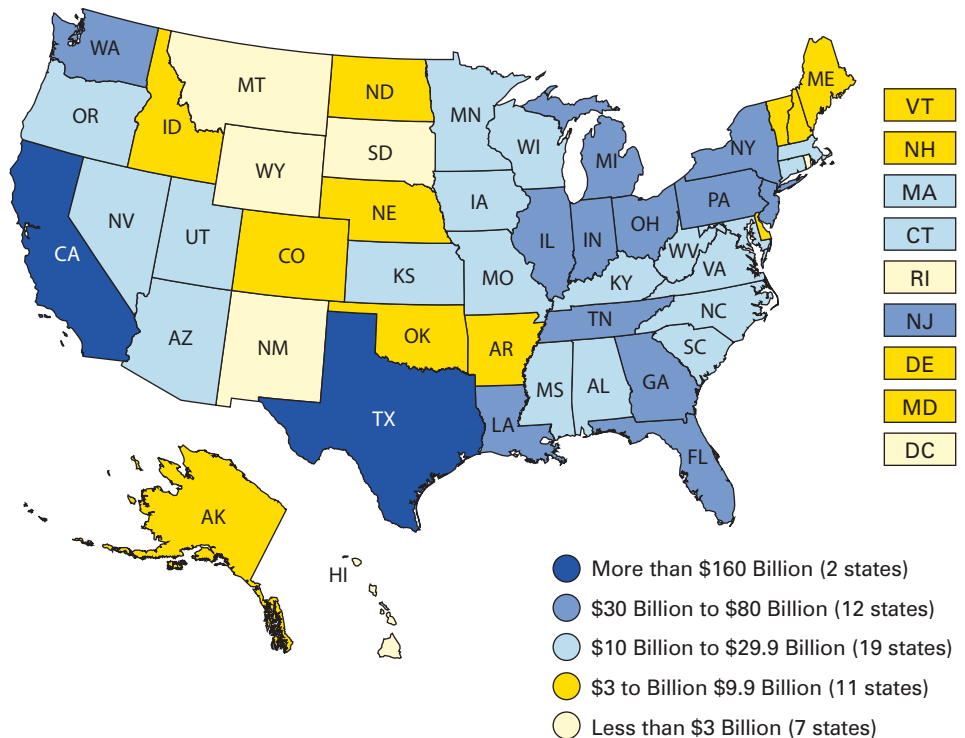 WA
MT
ND
MN
ME
OR
ID
SD
WI
MI
NY
WY
IA
PA
NE
NV
UT
CO
IL
IN
OH
WV
VA
CA
KS
MO
KY
NC
AZ
NM
OK
AR
TN
SC
MS
AL
GA
TX
LA
FL
AK
HI
VT
NH
MA
CT
RI
NJ
DE
MD
DC
More than $160 Billion (2 states)
$30 Billion to $80 Billion (12 states)
$10 Billion to $29.9 Billion (19 states)
$3 to Billion $9.9 Billion (11 states)
Less than $3 Billion (7 states)